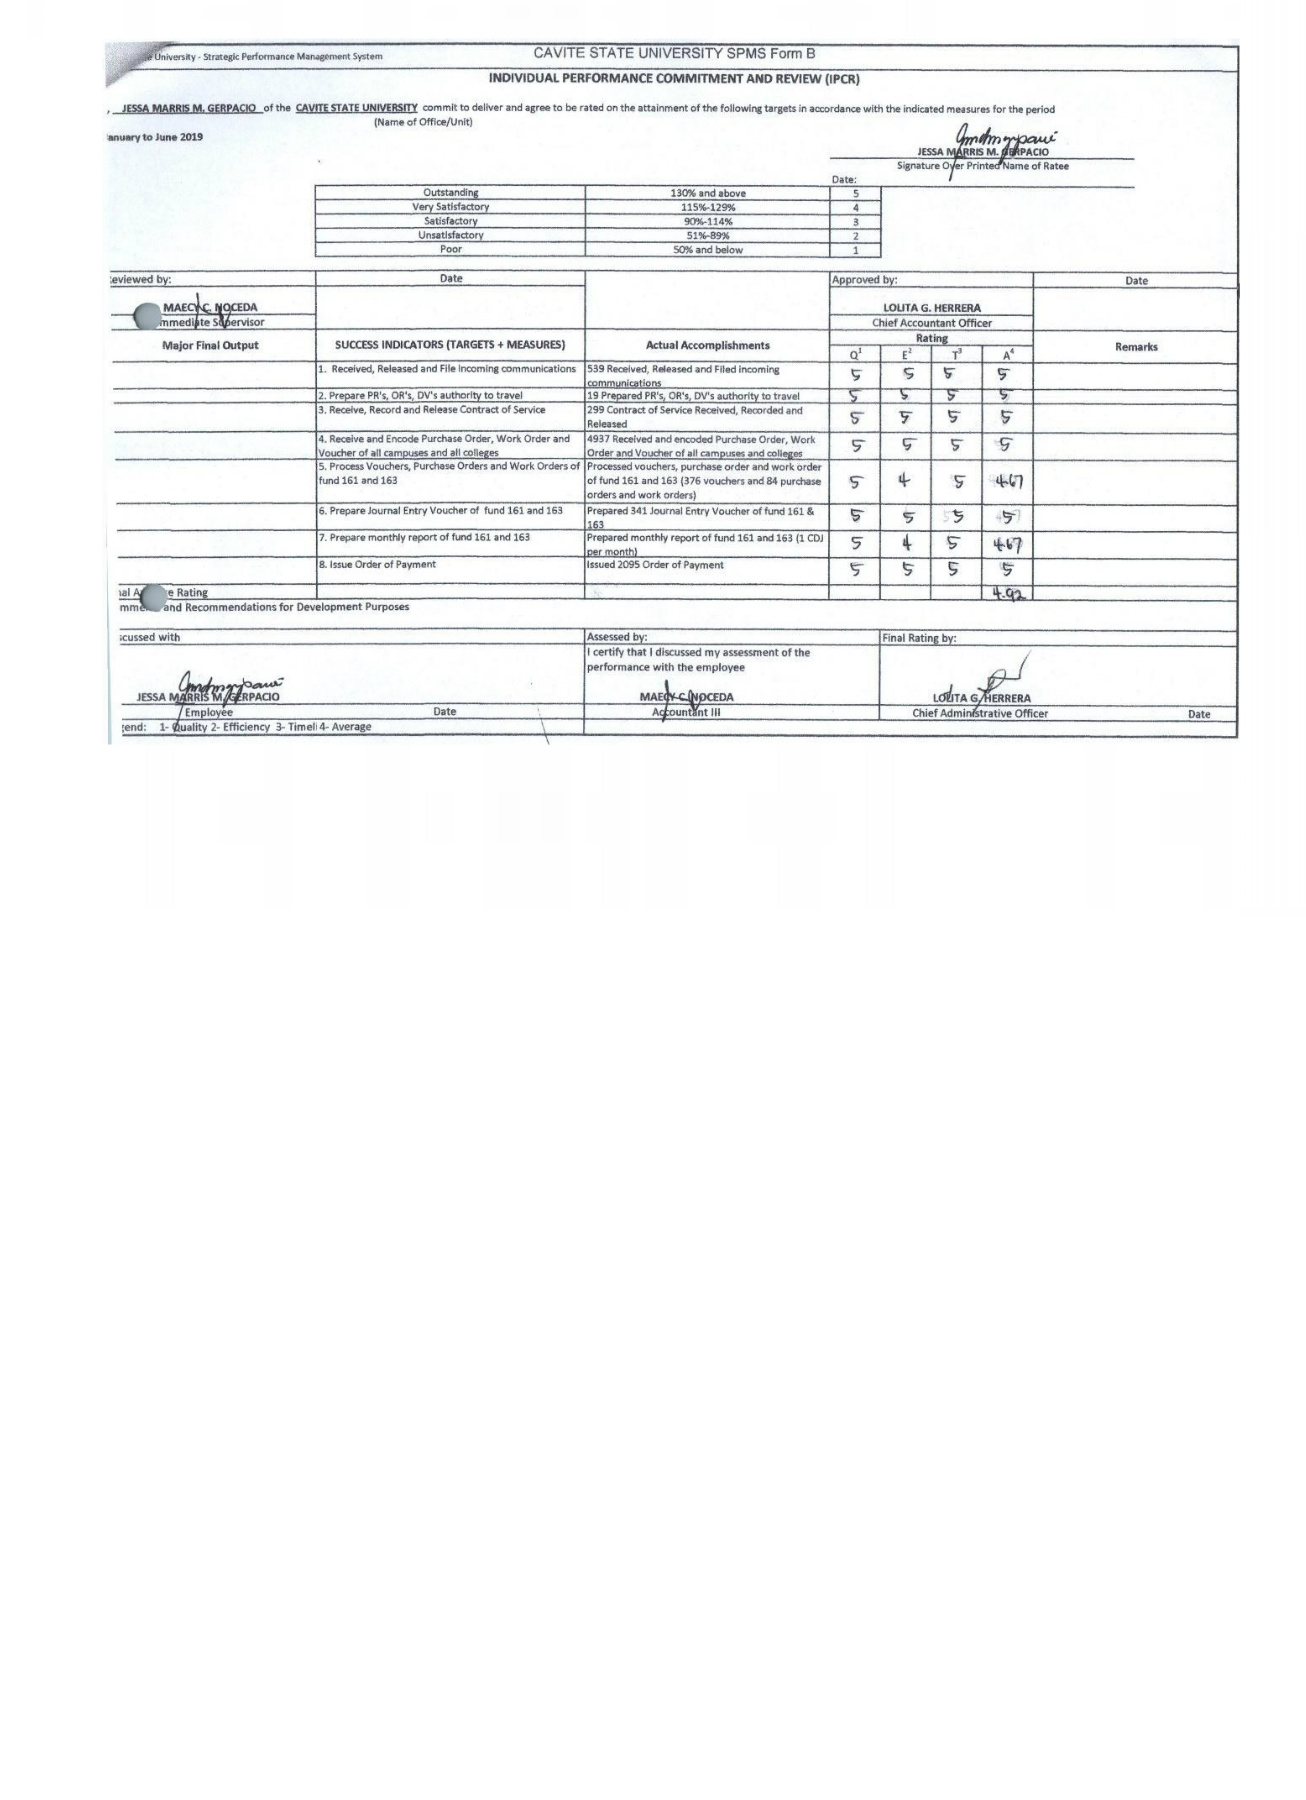 University - Strategic Performance Management System
CAVITE STATE UNIVERSITY SPMS Form B
INDIVIDUAL PERFORMANCE COMMITMENT AND REVIEW (IPCR)
, JESSA MARRIS M. GERPACIO of the CAVITE STATE UNIVERSITY commit to deliver and agree to be rated on the attainment of the following targets in accordance with the indicated measures for the period
(Name of Office/Unit)
anuary to June 2019
JESSA MARRIS M. GERPACIO
Signature Over Printed Name of Ratee
Date:
Outstanding 130% and above 5
Very Satisfactory 115%-129% 4
Satisfactory 90%-114% 3
Unsatisfactory 51%-89% 2
Poor 50% and below 1
eviewed by: Date Approved by: Date
MAECY C. NOCEDA LOLITA G. HERRERA
mmediate Supervisor Chief Accountant Officer
Major Final Output SUCCESS INDICATORS (TARGETS + MEASURES) Actual Accomplishments Rating Remarks
Q1 E2 T3 A4
1. Received, Released and File Incoming communications 539 Received, Released and Filed incoming 5 5 5 5
communications
2. Prepare PR's, OR's, DV's authority to travel 19 Prepared PR's, OR's, DV's authority to travel 5 5 5 5
3. Receive, Record and Release Contract of Service 299 Contract of Service Received, Recorded and 5 5 5 5
Released
4. Receive and Encode Purchase Order, Work Order and 4937 Received and encoded Purchase Order, Work 5 5 5 5
Voucher of all campuses and all colleges Order and Voucher of all campuses and colleges
5. Process Vouchers, Purchase Orders and Work Orders of Processed vouchers, purchase order and work order
fund 161 and 163 of fund 161 and 163 (376 vouchers and 84 purchase 5 4 5 4.67
orders and work orders)
6. Prepare Journal Entry Voucher of fund 161 and 163 Prepared 341 Journal Entry Voucher of fund 161 & 5 5 5 5
163
7. Prepare monthly report of fund 161 and 163 Prepared monthly report of fund 161 and 163 (1 CDJ 5 4 5 4.67
per month)
8. Issue Order of Payment Issued 2095 Order of Payment 5 5 5 5
nal A e Rating 4.92
mme and Recommendations for Development Purposes
scussed with Assessed by: Final Rating by:
I certify that I discussed my assessment of the
performance with the employee
JESSA MARRIS M. GERPACIO MAECY C. NOCEDA LOLITA G. HERRERA
Employee Date Accountant III Chief Administrative Officer Date
gend: 1- Quality 2- Efficiency 3- Timeli 4- Average